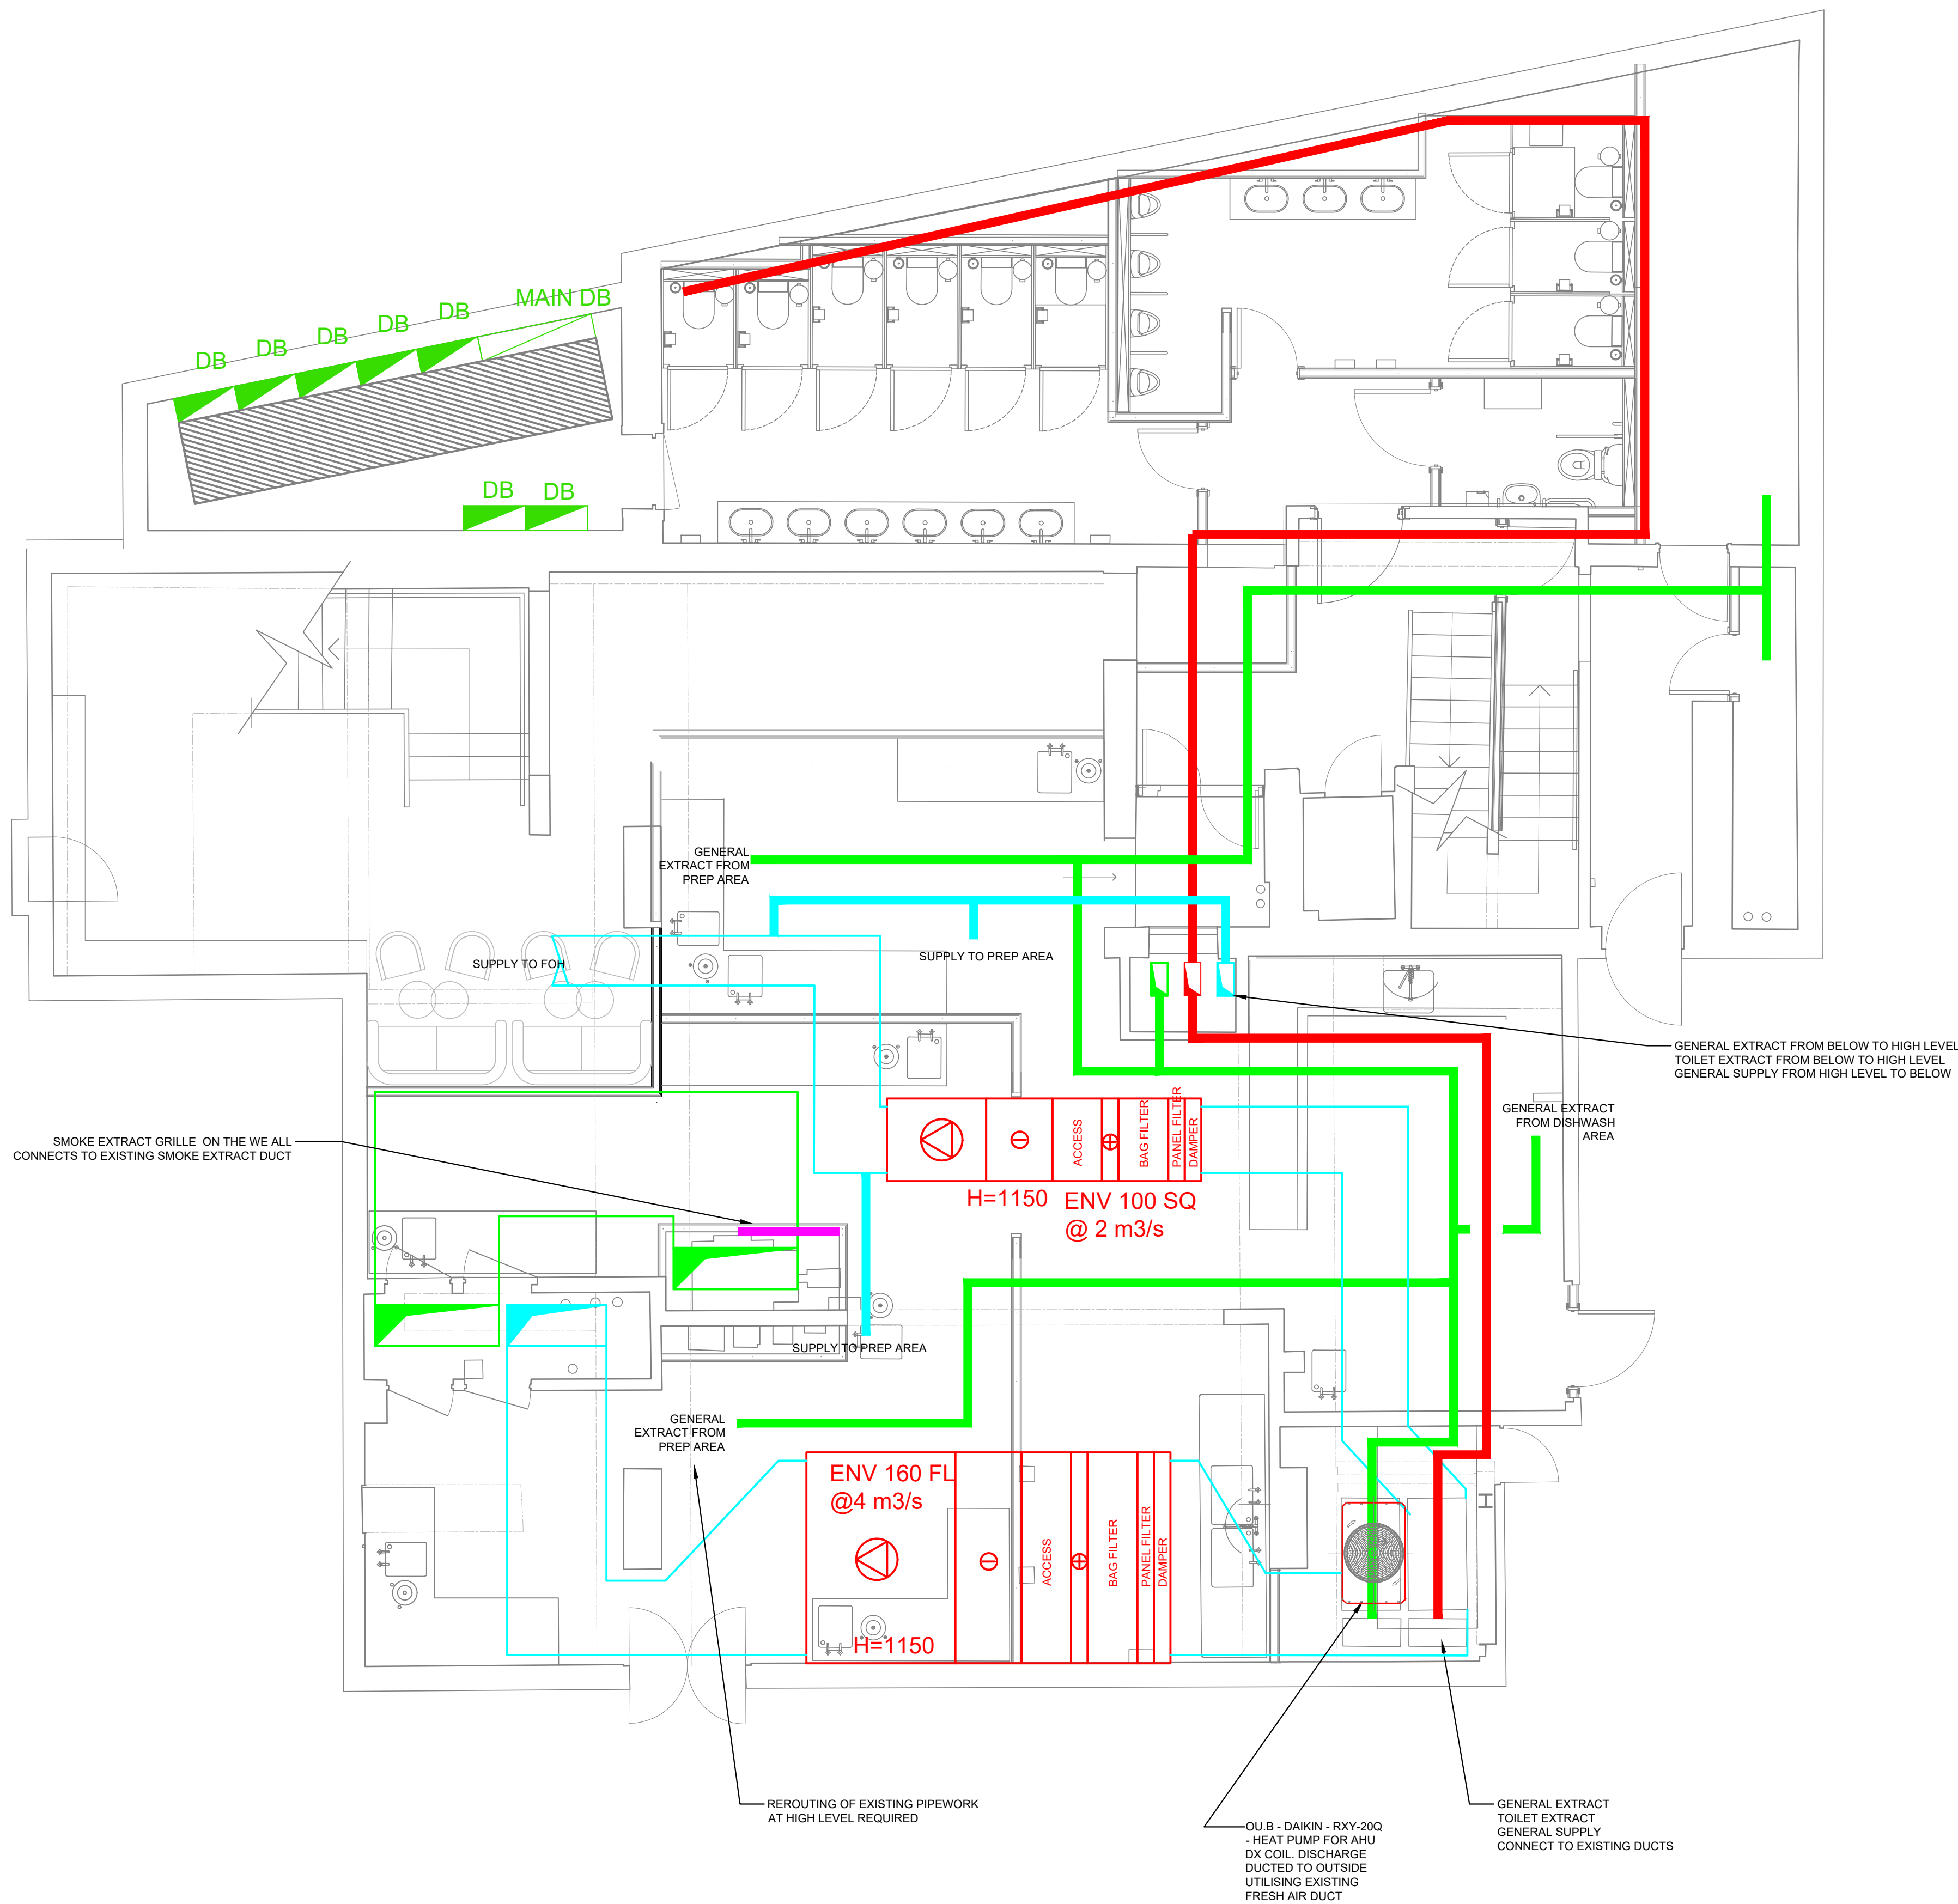 MAIN DB
DB
DB
DB
DB
DB
DB
DB
GENERAL
EXTRACT FROM
PREP AREA
SUPPLY TO FOH
SUPPLY TO PREP AREA
GENERAL EXTRACT FROM BELOW TO HIGH LEVEL
TOILET EXTRACT FROM BELOW TO HIGH LEVEL
GENERAL SUPPLY FROM HIGH LEVEL TO BELOW
GENERAL EXTRACT
FROM DISHWASH
AREA
SMOKE EXTRACT GRILLE ON THE WE ALL
CONNECTS TO EXISTING SMOKE EXTRACT DUCT
ACCESS
BAG FILTER
PANEL FILTER
DAMPER
H=1150
ENV 100 SQ
@ 2 m3/s
SUPPLY TO PREP AREA
GENERAL
EXTRACT FROM
PREP AREA
ENV 160 FL
@4 m3/s
ACCESS
BAG FILTER
PANEL FILTER
DAMPER
H=1150
H
REROUTING OF EXISTING PIPEWORK
AT HIGH LEVEL REQUIRED
OU.B - DAIKIN - RXY-20Q
- HEAT PUMP FOR AHU
DX COIL. DISCHARGE
DUCTED TO OUTSIDE
UTILISING EXISTING
FRESH AIR DUCT
GENERAL EXTRACT
TOILET EXTRACT
GENERAL SUPPLY
CONNECT TO EXISTING DUCTS